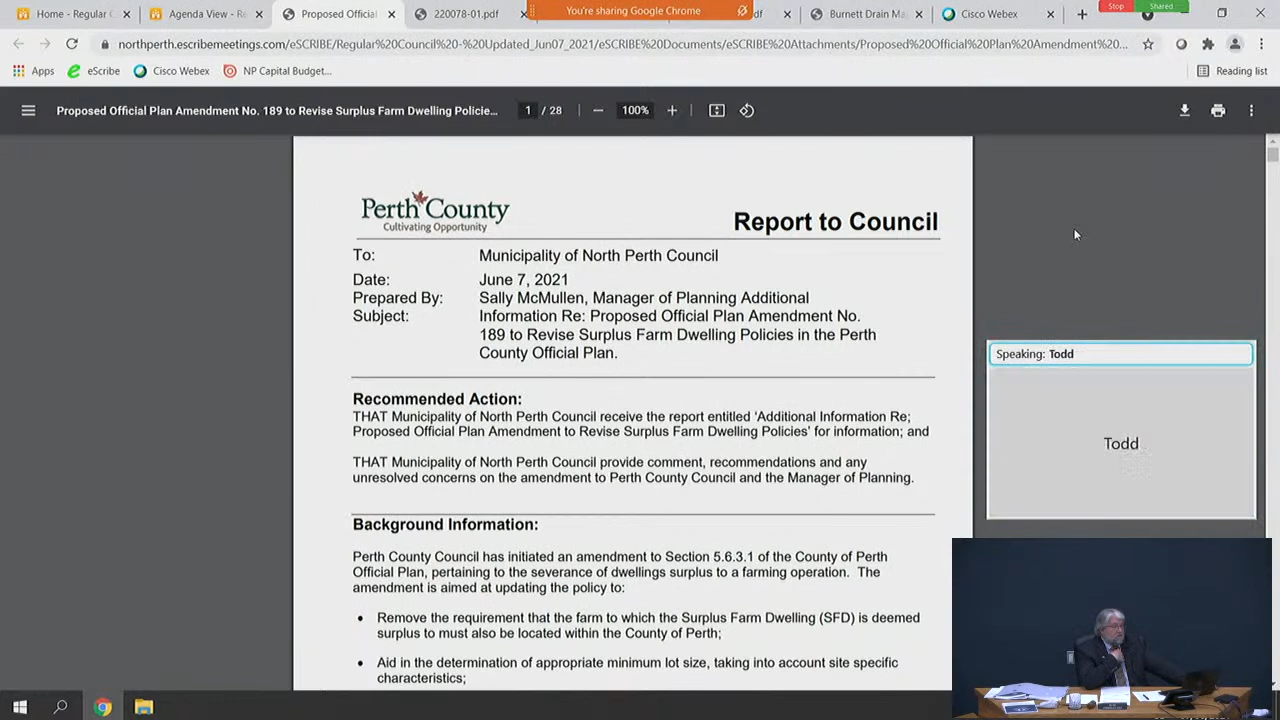 Home - Regular C
Agenda View - Re
Proposed Official
220078-01.pdf
You're sharing Google Chrome
df
Burnett Drain Ma
Cisco Webex
Stop
Shared
northperth.escribemeetings.com/eSCRIBE/Regular%20Council%20-%20Updated_Jun07_2021/eSCRIBE%20Documents/eSCRIBE%20Attachments/Proposed%20Official%20Plan%20Amendment%20...
Apps
eScribe
Cisco Webex
NP Capital Budget...
Reading list
Proposed Official Plan Amendment No. 189 to Revise Surplus Farm Dwelling Policie...
1 / 28
100%
Perth County
Cultivating Opportunity
Report to Council
To: Municipality of North Perth Council
Date: June 7, 2021
Prepared By: Sally McMullen, Manager of Planning Additional
Subject: Information Re: Proposed Official Plan Amendment No.
189 to Revise Surplus Farm Dwelling Policies in the Perth
County Official Plan.
Recommended Action:
THAT Municipality of North Perth Council receive the report entitled 'Additional Information Re;
Proposed Official Plan Amendment to Revise Surplus Farm Dwelling Policies' for information; and
THAT Municipality of North Perth Council provide comment, recommendations and any
unresolved concerns on the amendment to Perth County Council and the Manager of Planning.
Background Information:
Perth County Council has initiated an amendment to Section 5.6.3.1 of the County of Perth
Official Plan, pertaining to the severance of dwellings surplus to a farming operation. The
amendment is aimed at updating the policy to:
• Remove the requirement that the farm to which the Surplus Farm Dwelling (SFD) is deemed
surplus to must also be located within the County of Perth;
• Aid in the determination of appropriate minimum lot size, taking into account site specific
characteristics;
Speaking: Todd
Todd